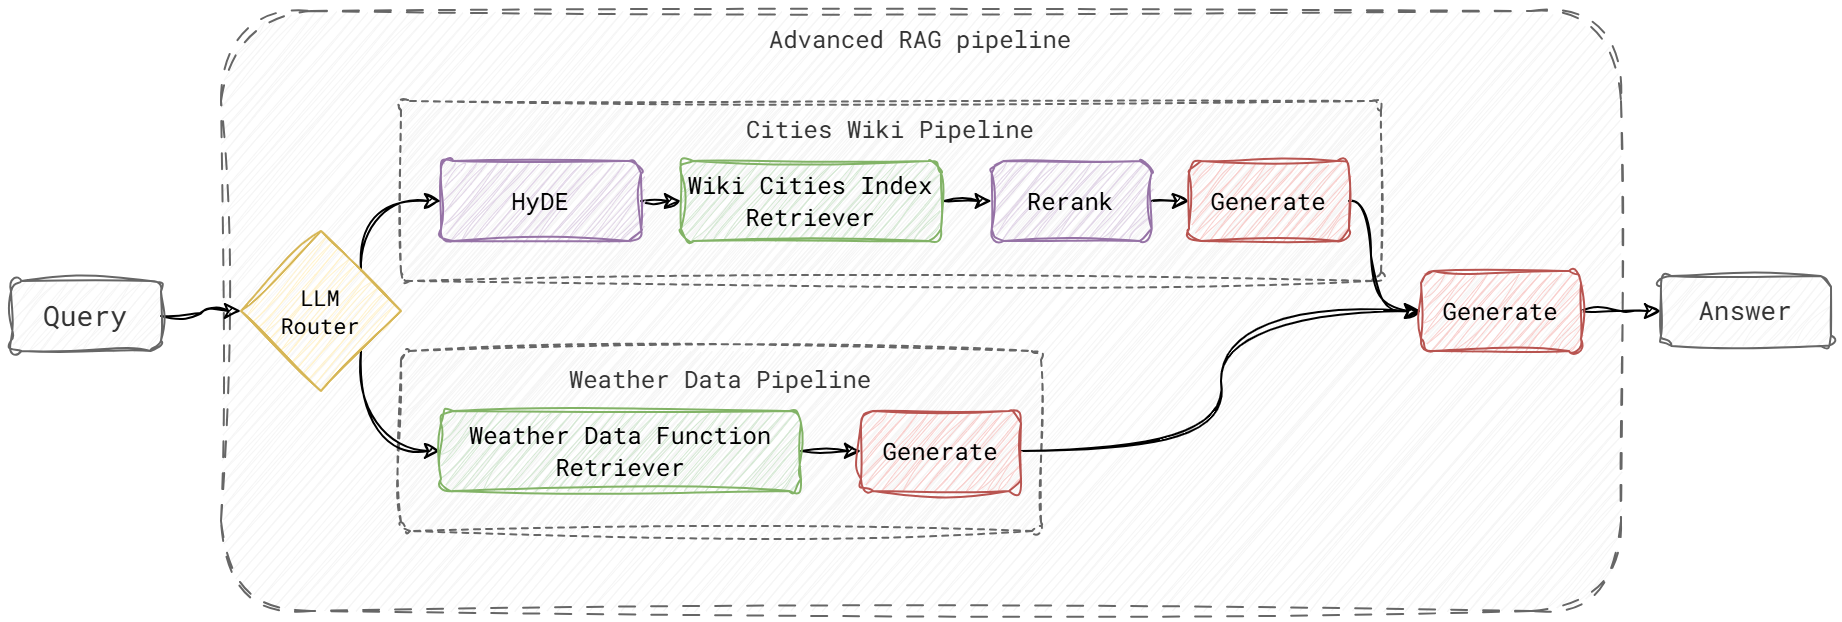 Advanced RAG pipeline
Cities Wiki Pipeline
HyDE
Wiki Cities Index
Retriever
Rerank
Generate
Query
LLM
Router
Generate
Answer
Weather Data Pipeline
Weather Data Function
Retriever
Generate